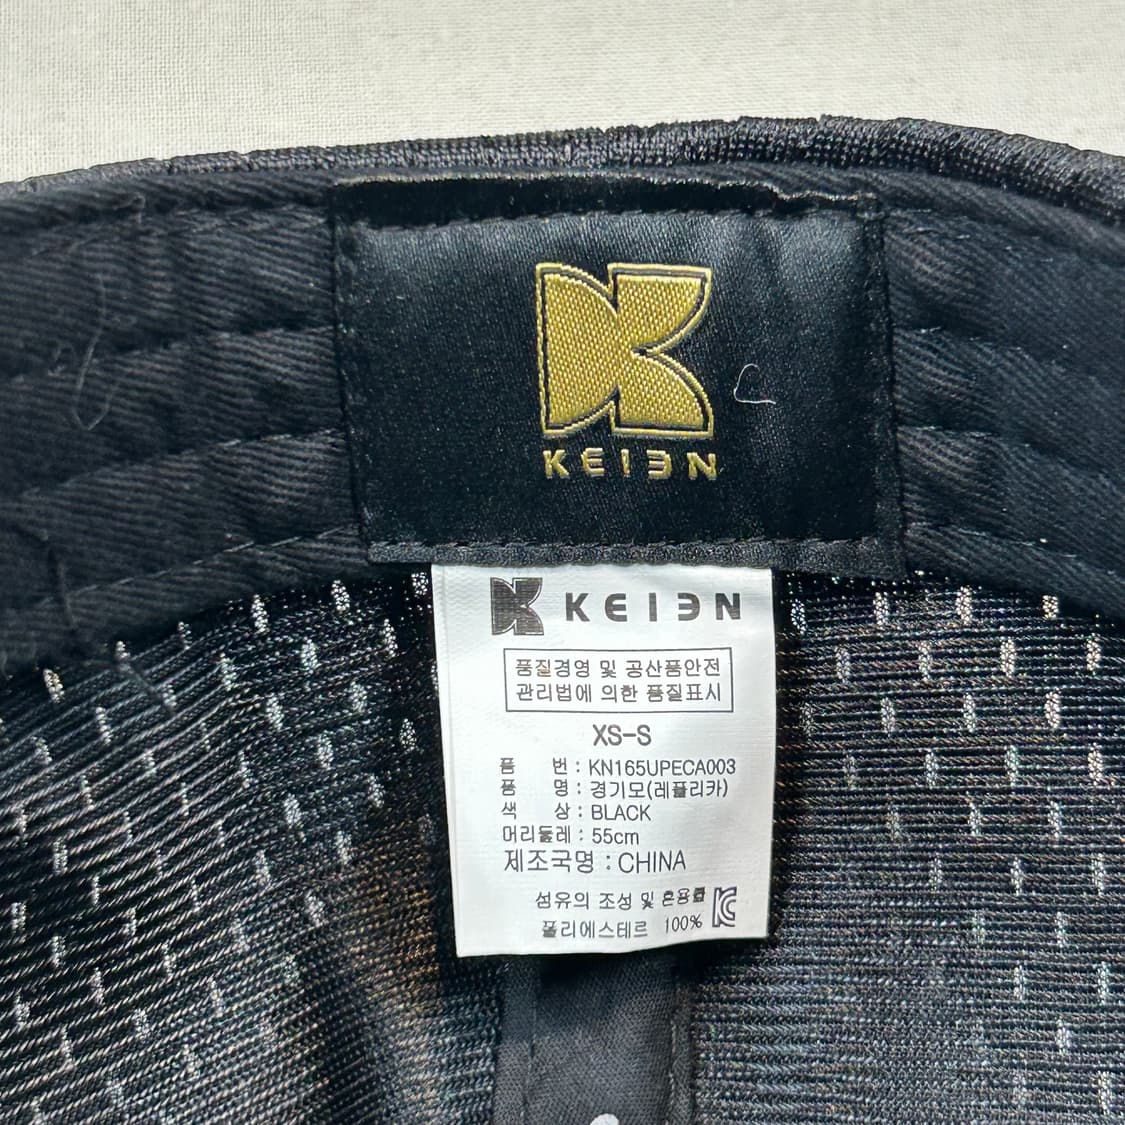 KEIEN
KEIEN
품질경영 및 공산품안전
관리법에 의한 품질표시
XS-S
품 번 : KN165UPECA003
품 명 : 경기모(레플리카)
색 상 : BLACK
머리둘레 : 55cm
제조국명 : CHINA
섬유의 조성 및 혼용률
폴리에스테르 100%